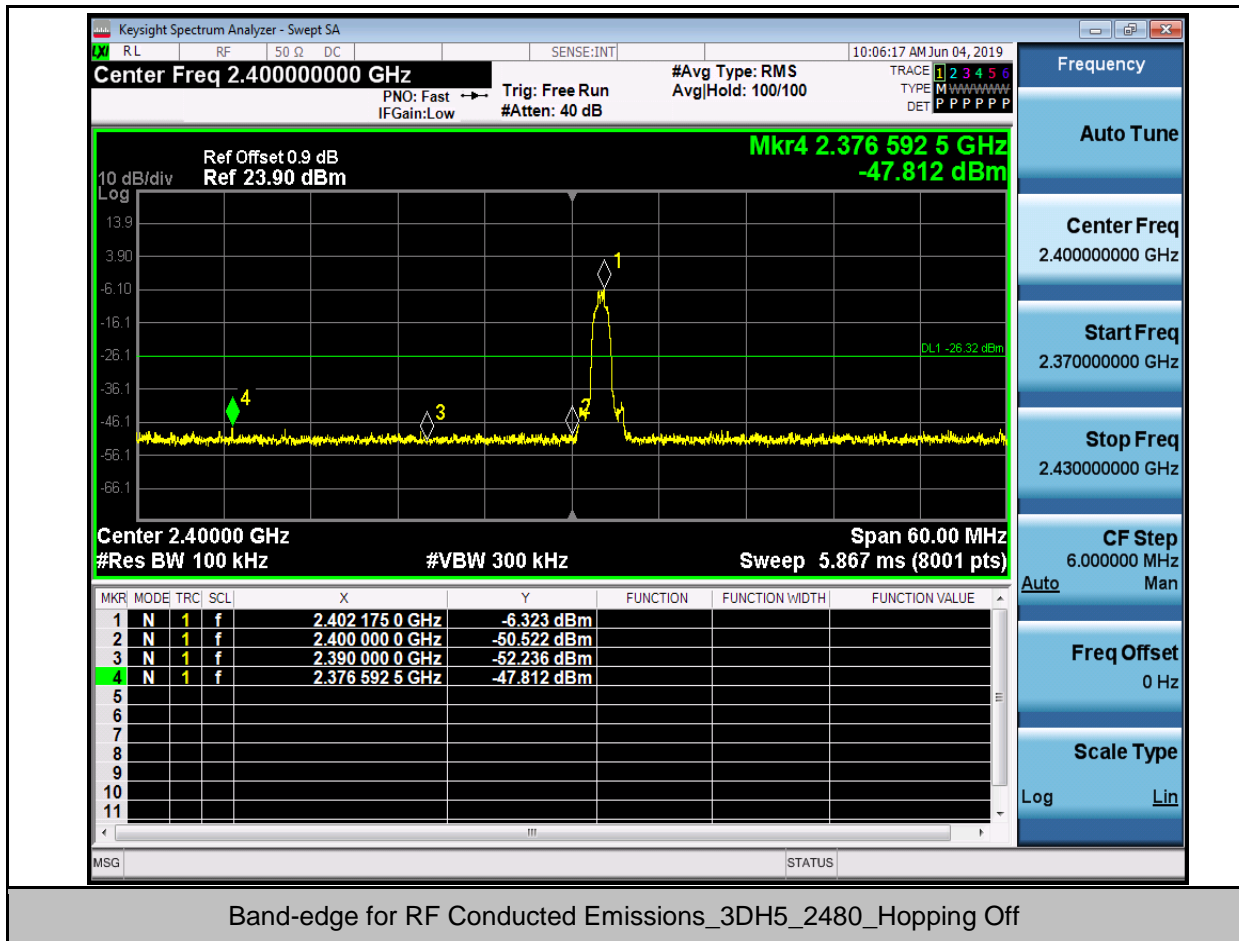 Keysight Spectrum Analyzer - Swept SA
LXI RL RF 50 Ω DC SENSE:INT 10:06:17 AM Jun 04, 2019
Center Freq 2.400000000 GHz
PNO: Fast
IFGain:Low
Trig: Free Run
#Atten: 40 dB
#Avg Type: RMS
Avg|Hold: 100/100
TRACE 1 2 3 4 5 6
TYPE M WWWWW
DET P P P P P P
Mkr4 2.376 592 5 GHz
-47.812 dBm
Ref Offset 0.9 dB
10 dB/div Ref 23.90 dBm
Log
13.9
3.90
-6.10
-16.1
-26.1
-36.1
-46.1
-56.1
-66.1
1
DL1 -26.32 dBm
4
3
2
Center 2.40000 GHz Span 60.00 MHz
#Res BW 100 kHz #VBW 300 kHz Sweep 5.867 ms (8001 pts)
MKR MODE TRC SCL X Y FUNCTION FUNCTION WIDTH FUNCTION VALUE
1 N 1 f 2.402 175 0 GHz -6.323 dBm
2 N 1 f 2.400 000 0 GHz -50.522 dBm
3 N 1 f 2.390 000 0 GHz -52.236 dBm
4 N 1 f 2.376 592 5 GHz -47.812 dBm
5
6
7
8
9
10
11
MSG STATUS
Frequency
Auto Tune
Center Freq
2.400000000 GHz
Start Freq
2.370000000 GHz
Stop Freq
2.430000000 GHz
CF Step
6.000000 MHz
Auto Man
Freq Offset
0 Hz
Scale Type
Log Lin
Band-edge for RF Conducted Emissions_3DH5_2480_Hopping Off